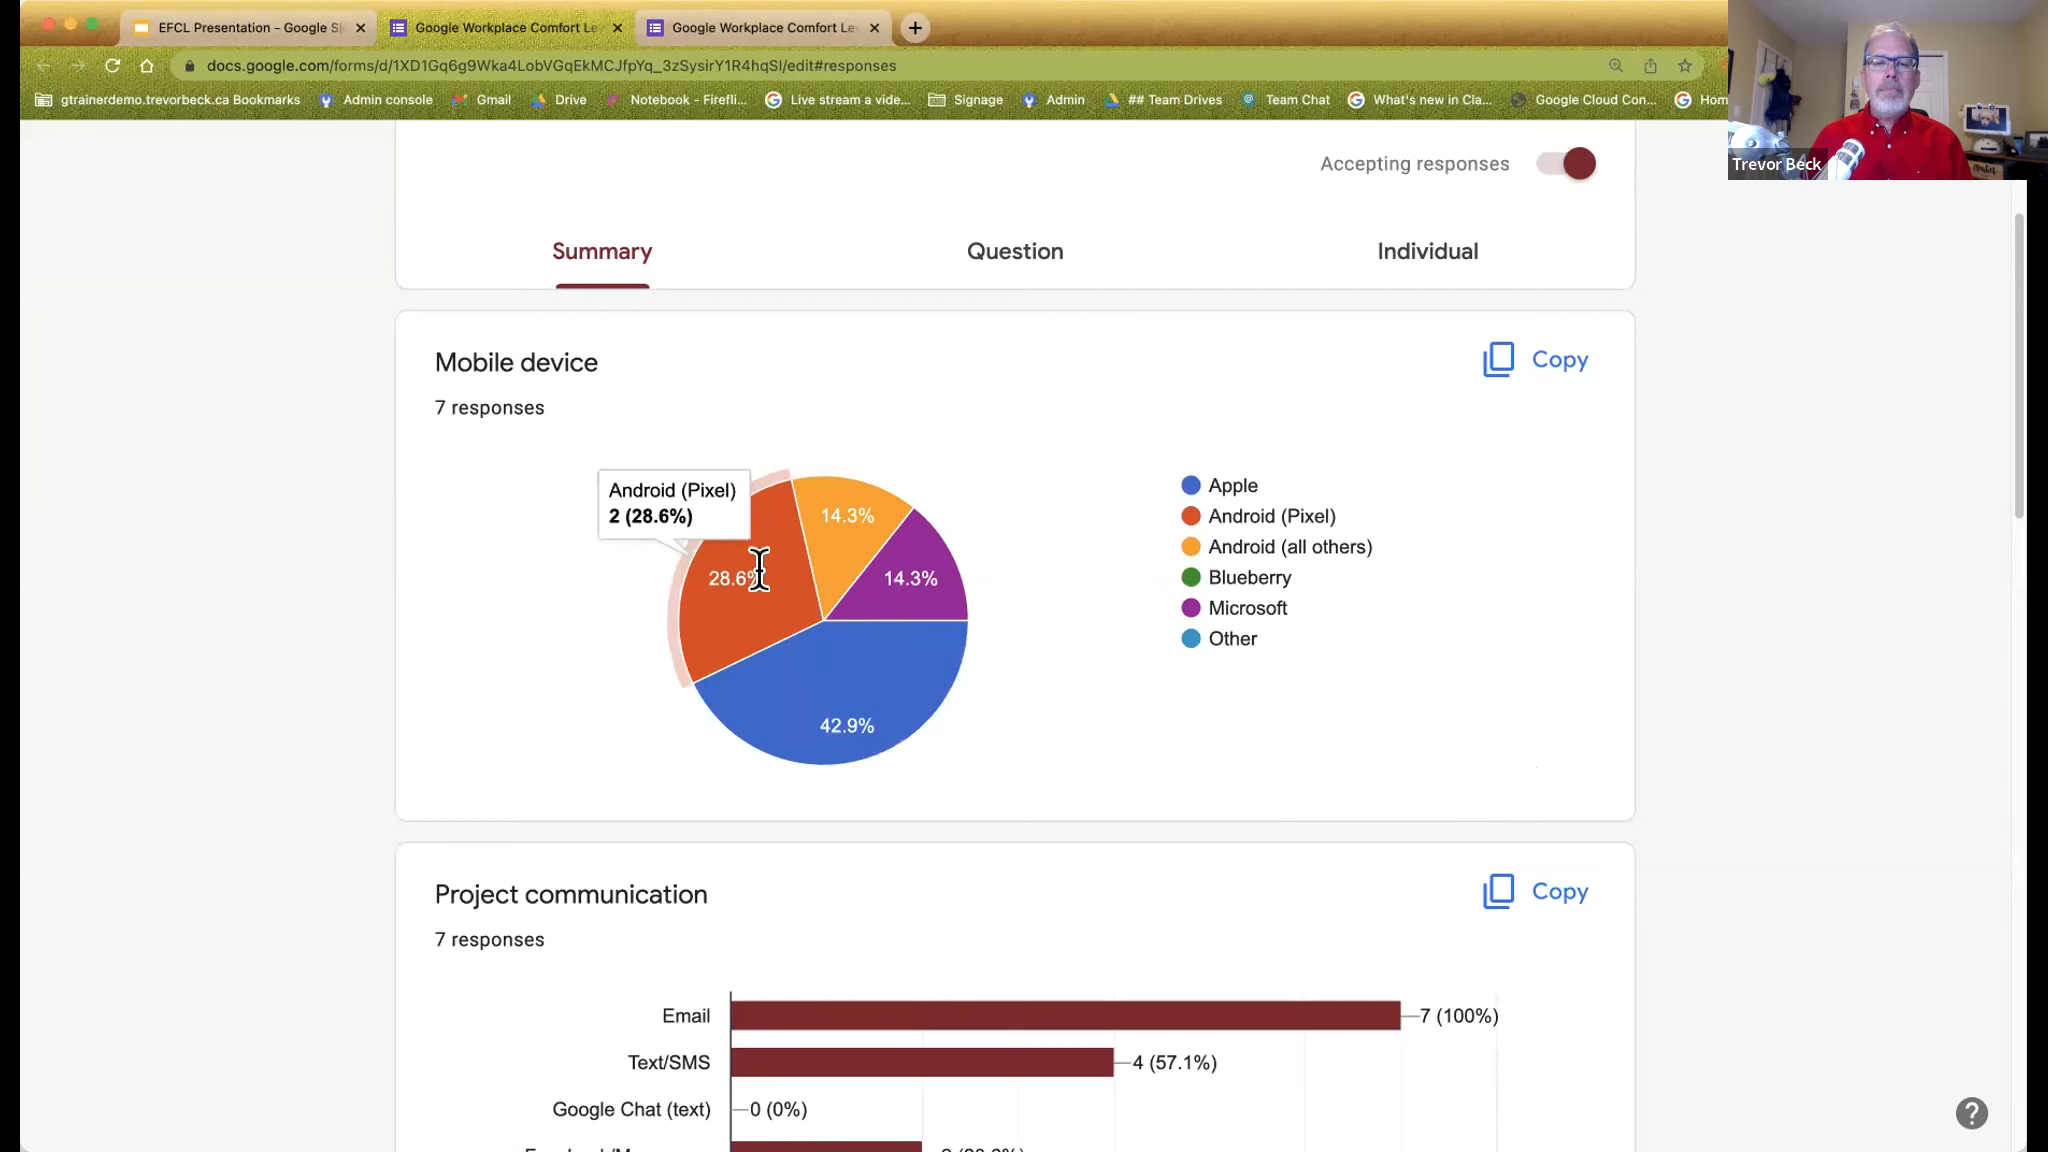 EFCL Presentation - Google Sl
Google Workplace Comfort Le
Google Workplace Comfort Le
docs.google.com/forms/d/1XD1Gq6g9Wka4LobVGqEkMCJfpYq_3zSysirY1R4hqSI/edit#responses
gtrainerdemo.trevorbeck.ca Bookmarks Admin console Gmail Drive Notebook - Firefli... Live stream a vide... Signage Admin ## Team Drives Team Chat What's new in Cla... Google Cloud Con... Hom
Trevor Beck
Accepting responses
Summary Question Individual
Mobile device
Copy
7 responses
Android (Pixel)
2 (28.6%)
14.3%
28.6%
14.3%
42.9%
Apple
Android (Pixel)
Android (all others)
Blueberry
Microsoft
Other
Project communication
Copy
7 responses
Email 7 (100%)
Text/SMS 4 (57.1%)
Google Chat (text) 0 (0%)
?